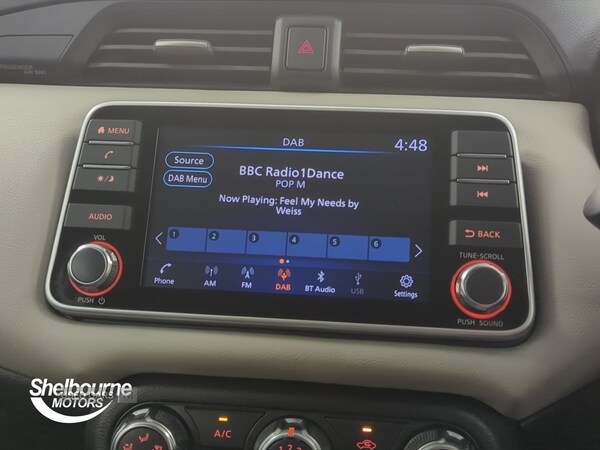 DAB
4:48
MENU
Source
DAB Menu
BBC Radio1Dance
POP M
Now Playing: Feel My Needs by
Weiss
AUDIO
BACK
VOL
TUNE-SCROLL
1 2 3 4 5 6
Phone AM FM DAB BT Audio USB Settings
PUSH
PUSH SOUND
Shelbourne
MOTORS
A/C